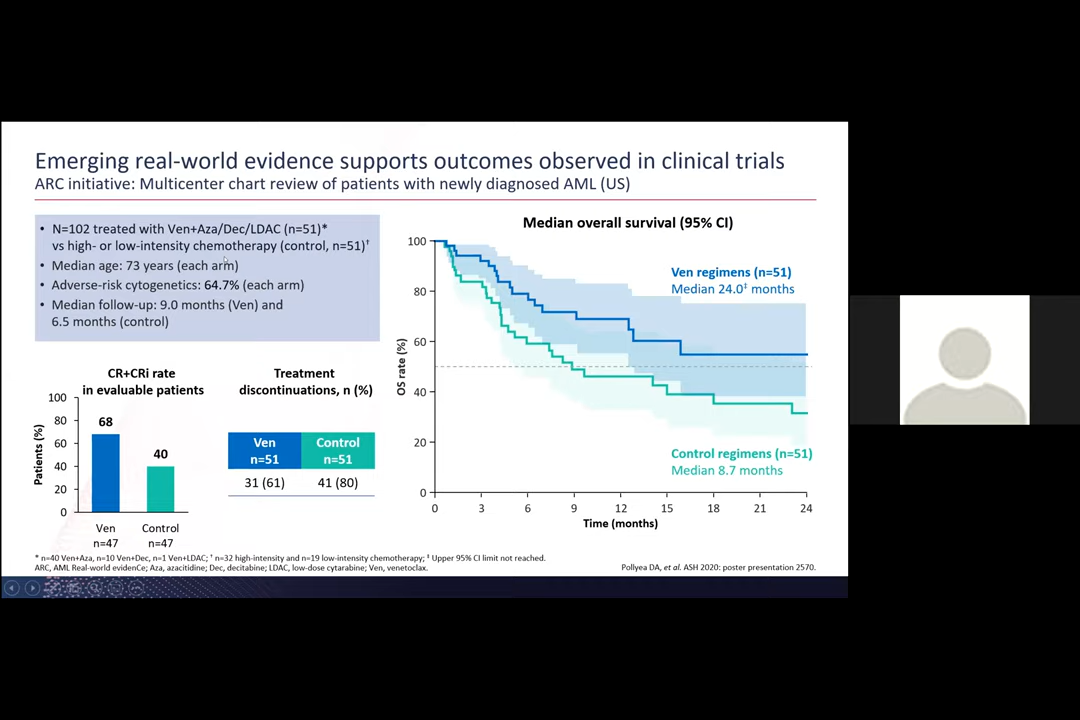 Emerging real-world evidence supports outcomes observed in clinical trials
ARC initiative: Multicenter chart review of patients with newly diagnosed AML (US)
• N=102 treated with Ven+Aza/Dec/LDAC (n=51)*
vs high- or low-intensity chemotherapy (control, n=51)†
• Median age: 73 years (each arm)
• Adverse-risk cytogenetics: 64.7% (each arm)
• Median follow-up: 9.0 months (Ven) and
6.5 months (control)
CR+CRi rate
in evaluable patients
Patients (%)
100
80
60
40
20
0
68
40
Ven
n=47
Control
n=47
Treatment
discontinuations, n (%)
Ven
n=51
Control
n=51
31 (61)
41 (80)
Median overall survival (95% CI)
OS rate (%)
100
80
60
40
20
0
Ven regimens (n=51)
Median 24.0‡ months
Control regimens (n=51)
Median 8.7 months
0 3 6 9 12 15 18 21 24
Time (months)
* n=40 Ven+Aza, n=10 Ven+Dec, n=1 Ven+LDAC; † n=32 high-intensity and n=19 low-intensity chemotherapy; ‡ Upper 95% CI limit not reached.
ARC, AML Real-world evidenCe; Aza, azacitidine; Dec, decitabine; LDAC, low-dose cytarabine; Ven, venetoclax.
Pollyea DA, et al. ASH 2020: poster presentation 2570.